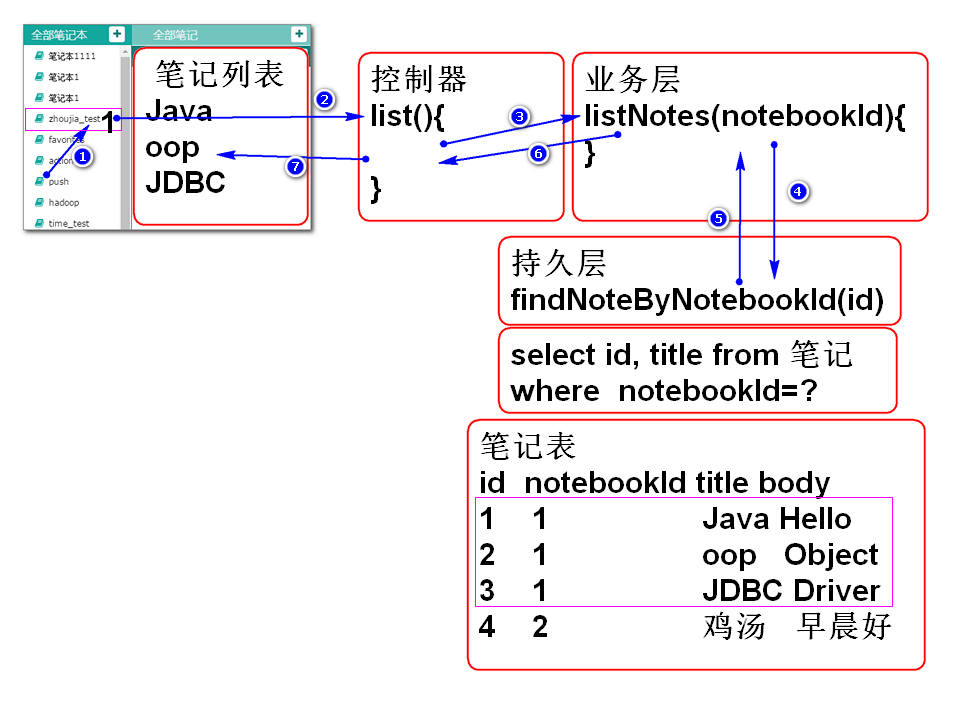 全部笔记本 +
全部笔记 +
笔记本1111
笔记本1
笔记本1
zhoujia_test 1
push
hadoop
time_test
笔记列表
Java
oop
JDBC
控制器
list(){
}
业务层
listNotes(notebookId){
}
1
2
3
6
7
4
5
持久层
findNoteByNotebookId(id)
select id, title from 笔记
where notebookId=?
笔记表
id notebookId title body
1 1 Java Hello
2 1 oop Object
3 1 JDBC Driver
4 2 鸡汤 早晨好